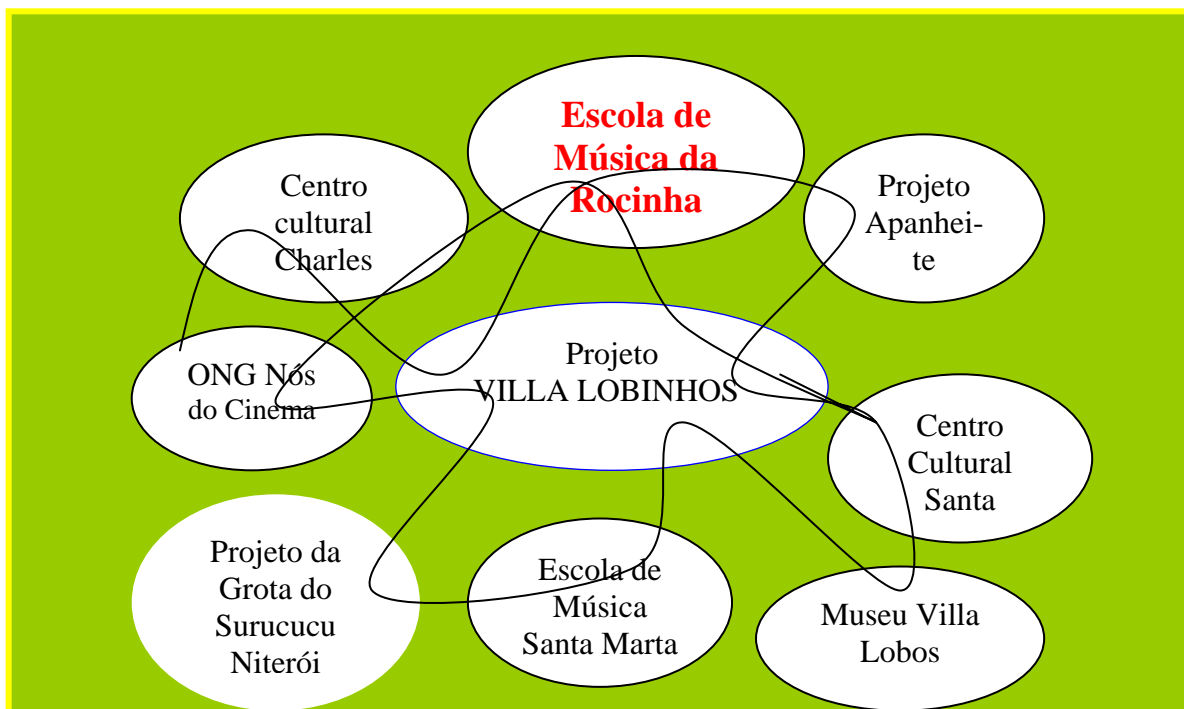 Escola de
Música da
Rocinha
Centro
cultural
Charles
Projeto
Apanhei-
te
ONG Nós
do Cinema
Projeto
VILLA LOBINHOS
Centro
Cultural
Santa
Projeto da
Grota do
Surucucu
Niterói
Escola de
Música
Santa Marta
Museu Villa
Lobos